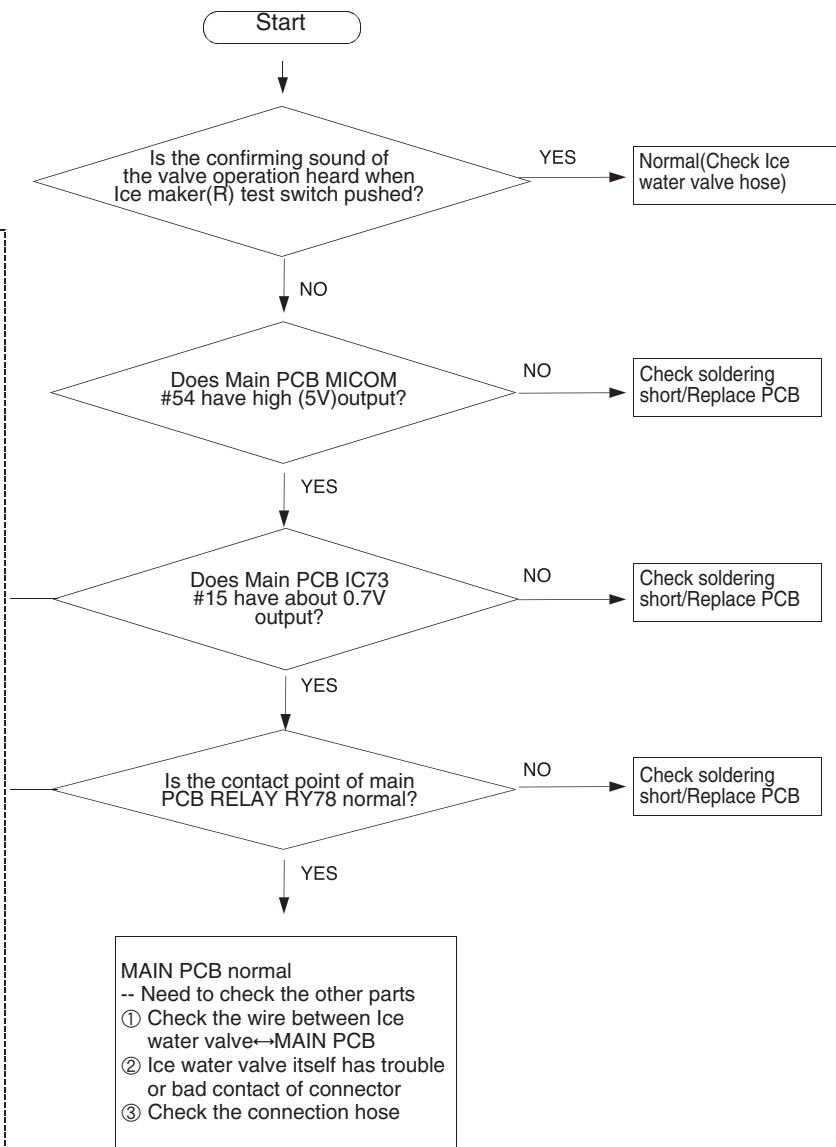 Start
Is the confirming sound of
the valve operation heard when
Ice maker(R) test switch pushed?
YES
Normal(Check Ice
water valve hose)
NO
Does Main PCB MICOM
#54 have high (5V)output?
NO
Check soldering
short/Replace PCB
YES
Does Main PCB IC73
#15 have about 0.7V
output?
NO
Check soldering
short/Replace PCB
YES
Is the contact point of main
PCB RELAY RY78 normal?
NO
Check soldering
short/Replace PCB
YES
MAIN PCB normal
-- Need to check the other parts
① Check the wire between Ice
water valve↔MAIN PCB
② Ice water valve itself has trouble
or bad contact of connector
③ Check the connection hose